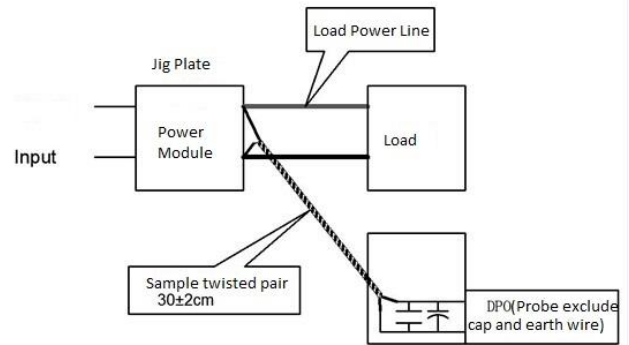 Load Power Line
Jig Plate
Power
Module
Load
Input
Sample twisted pair
30±2cm
DPO(Probe exclude
cap and earth wire)